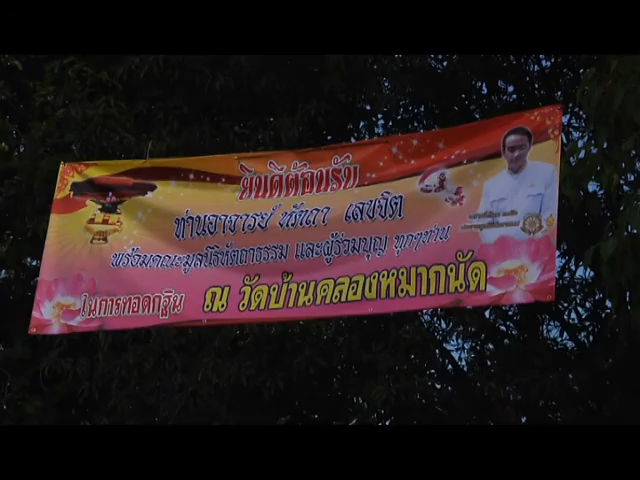 ยินดีต้อนรับ
ท่านอาจารย์ หัตถา เลขจิต
พร้อมคณะมูลนิธิหัตถาธรรม และผู้ร่วมบุญ ทุกๆท่าน
ในการทอดกฐิน ณ วัดบ้านคลองหมากนัด